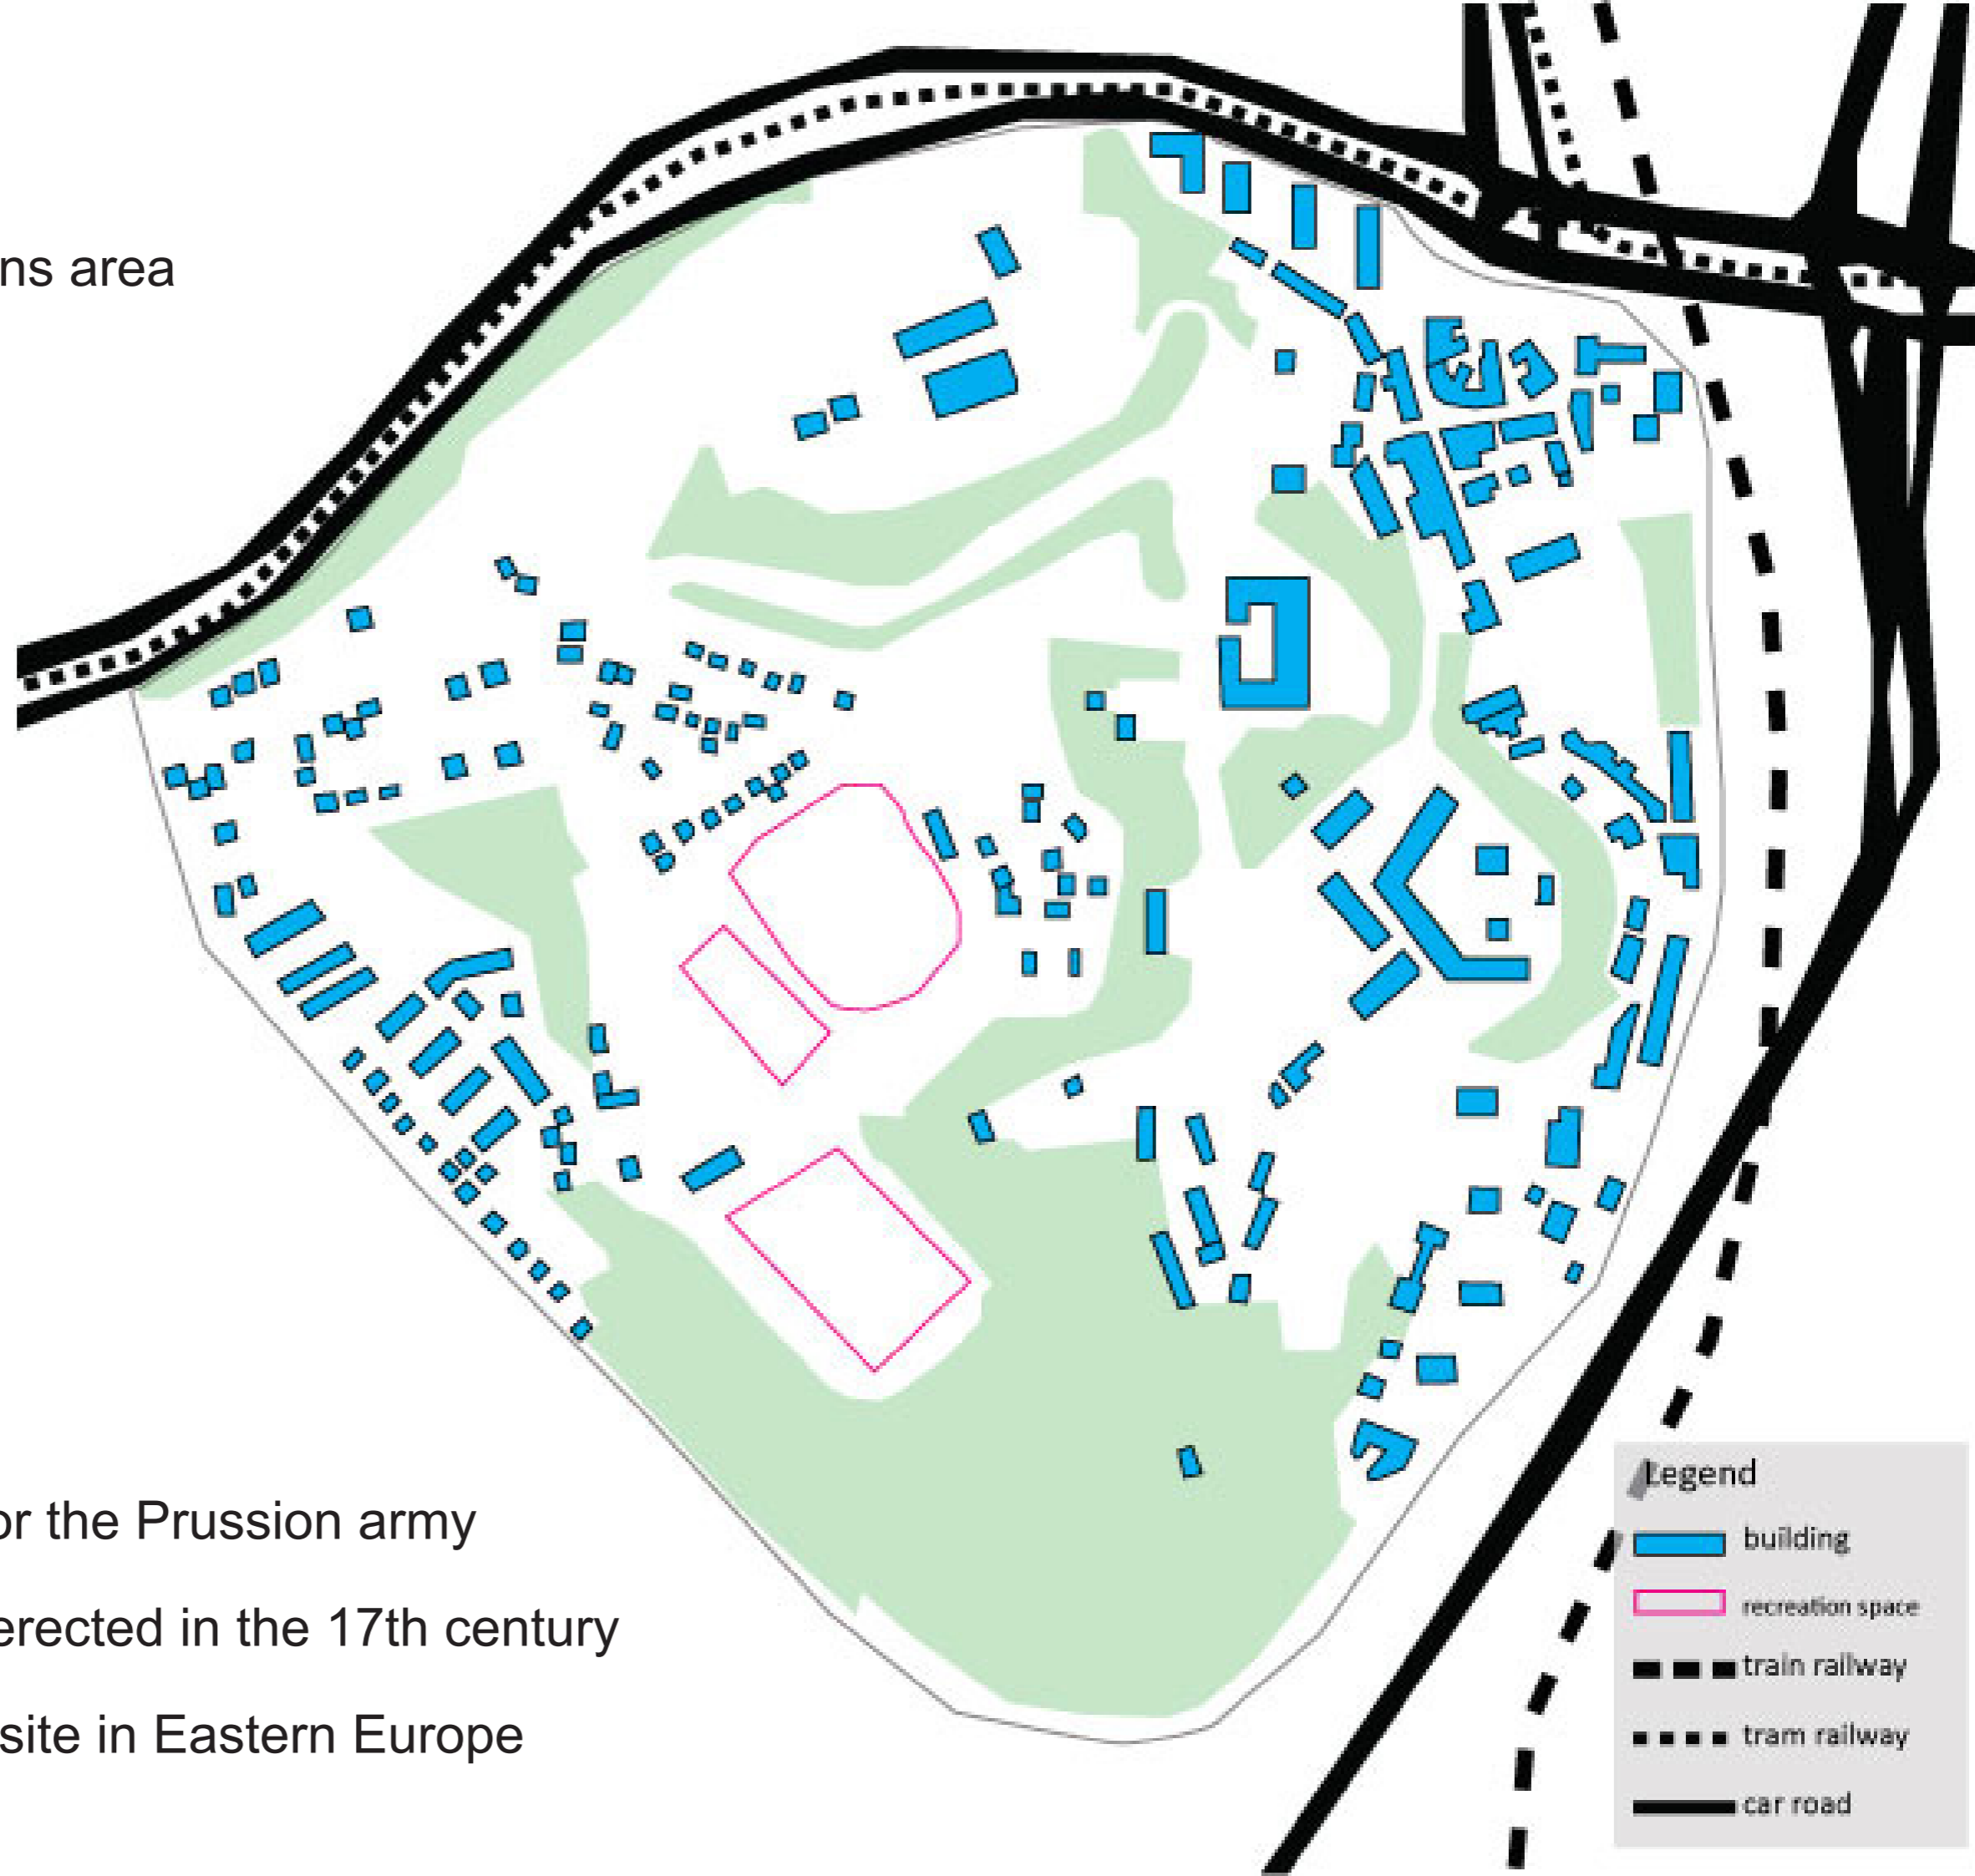 ns area
or the Prussion army
erected in the 17th century
site in Eastern Europe
Legend
building
recreation space
train railway
tram railway
car road